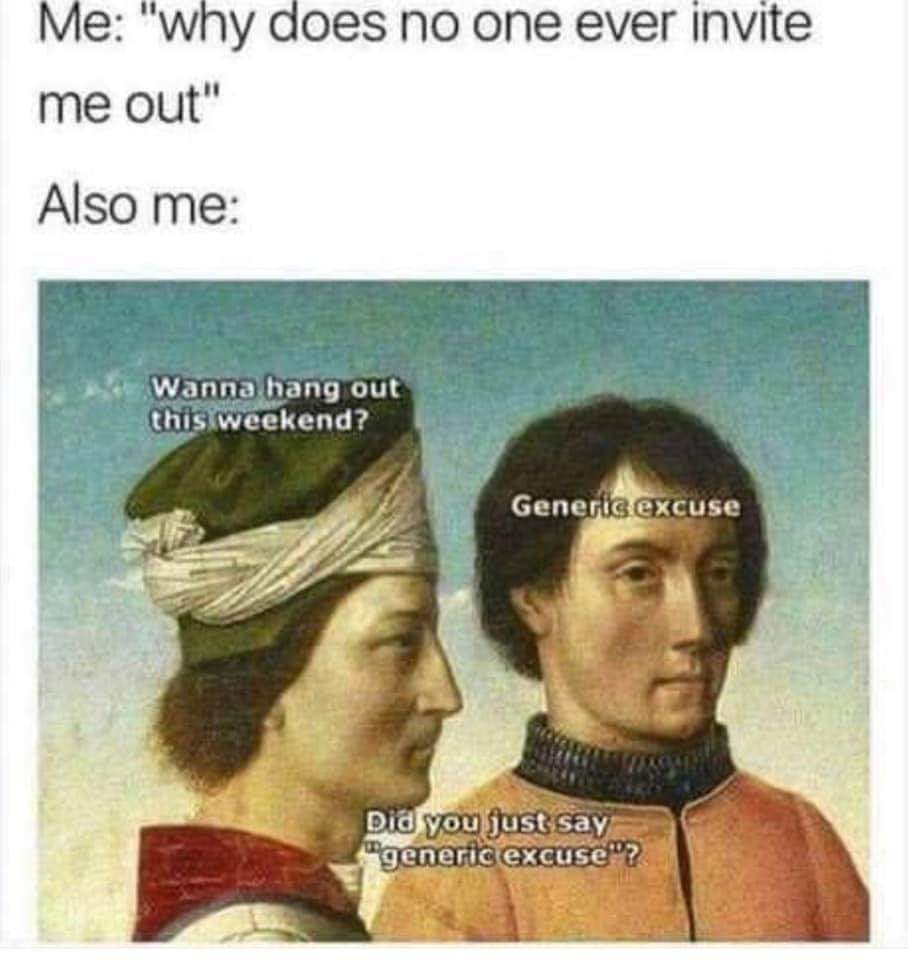 Me: "why does no one ever invite
me out"
Also me:
Wanna hang out
this weekend?
Generic excuse
Did you just say
"generic excuse"?